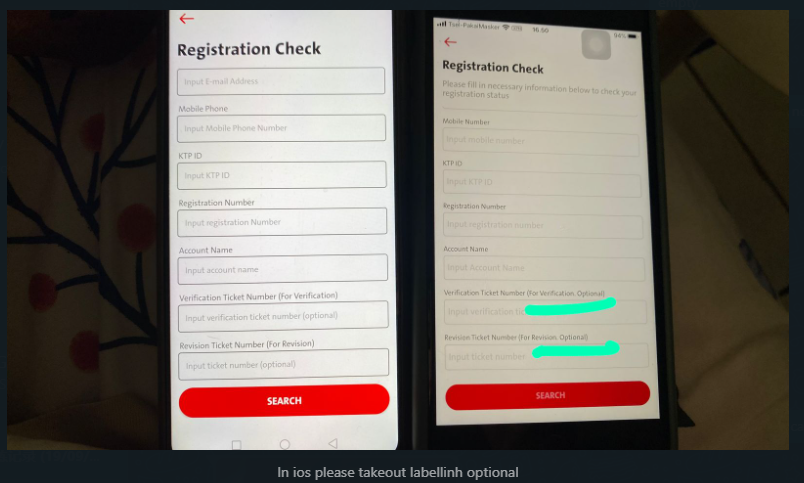 Registration Check
Input E-mail Address
Mobile Phone
Input Mobile Phone Number
KTP ID
Input KTP ID
Registration Number
Input registration Number
Account Name
Input account name
Verification Ticket Number (For Verification)
Input verification ticket number (optional)
Revision Ticket Number (For Revision)
Input ticket number (optional)
SEARCH
Tsel-PakaiMasker
16.00
94%
Registration Check
Please fill in necessary information below to check your
registration status
Mobile Number
Input mobile number
KTP ID
Input KTP ID
Registration Number
Input registration number
Account Name
Input Account Name
Verification Ticket Number (For Verification. Optional)
Input verification
Revision Ticket Number (For Revision. Optional)
Input ticket number
SEARCH
In ios please takeout labellinh optional